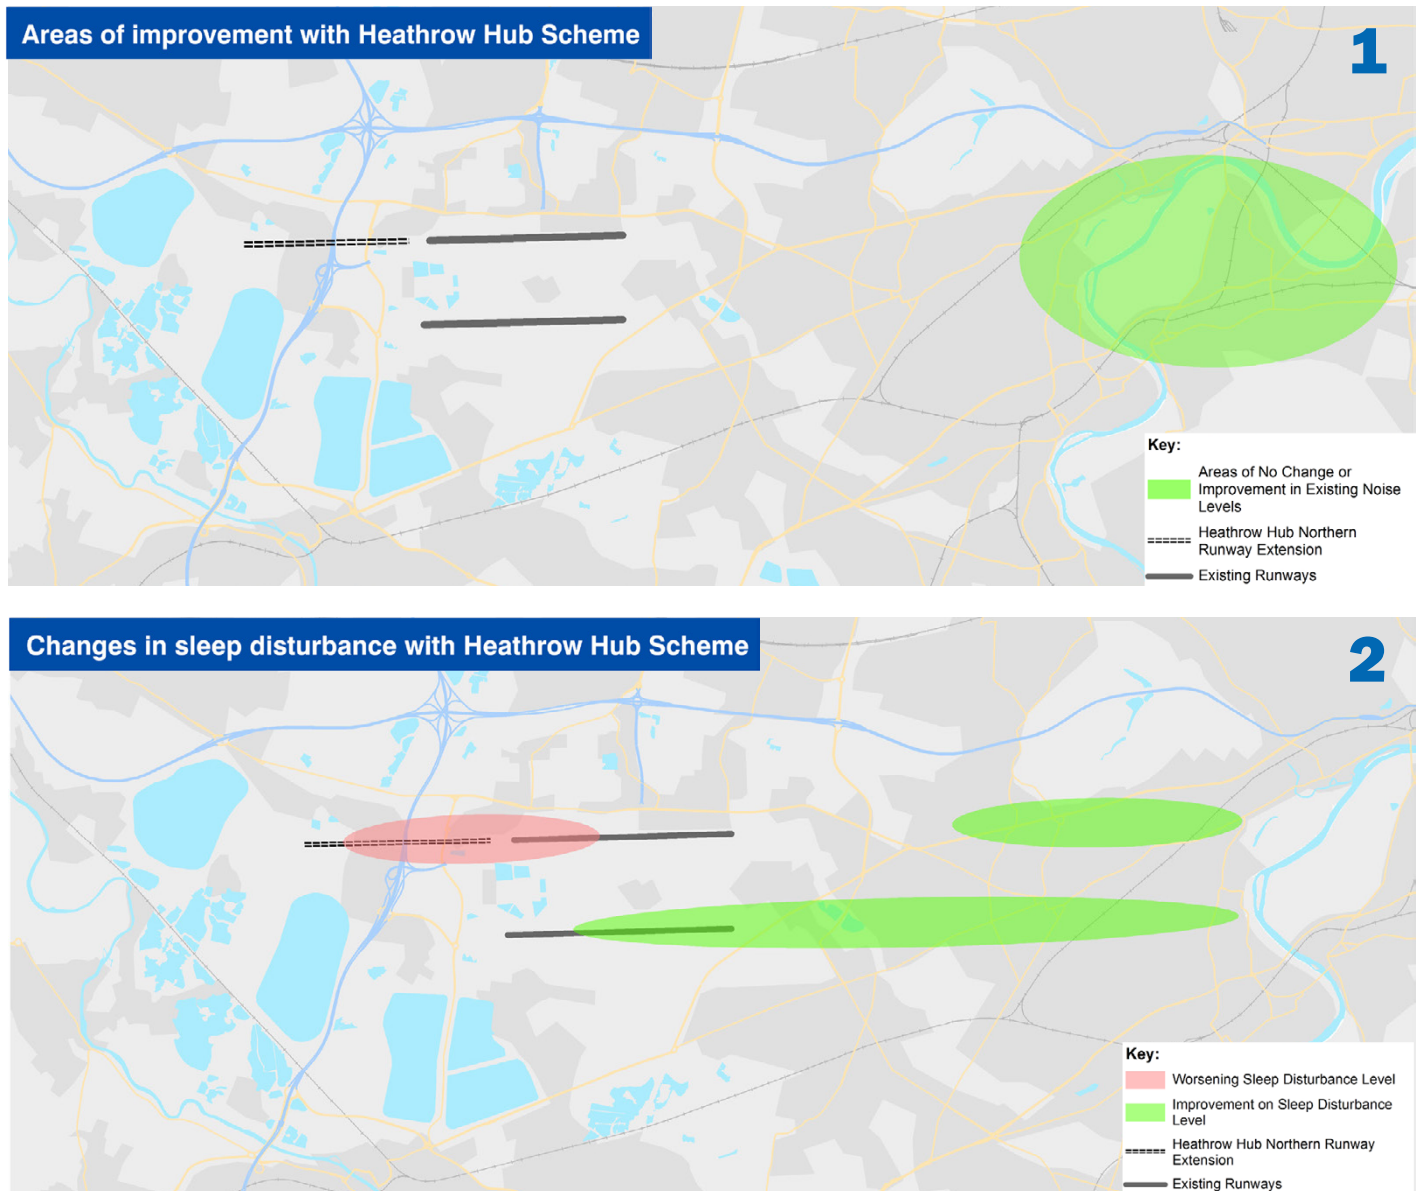 Areas of improvement with Heathrow Hub Scheme
1
Key:
Areas of No Change or
Improvement in Existing Noise
Levels
Heathrow Hub Northern
Runway Extension
Existing Runways
Changes in sleep disturbance with Heathrow Hub Scheme
2
Key:
Worsening Sleep Disturbance Level
Improvement on Sleep Disturbance
Level
Heathrow Hub Northern Runway
Extension
Existing Runways